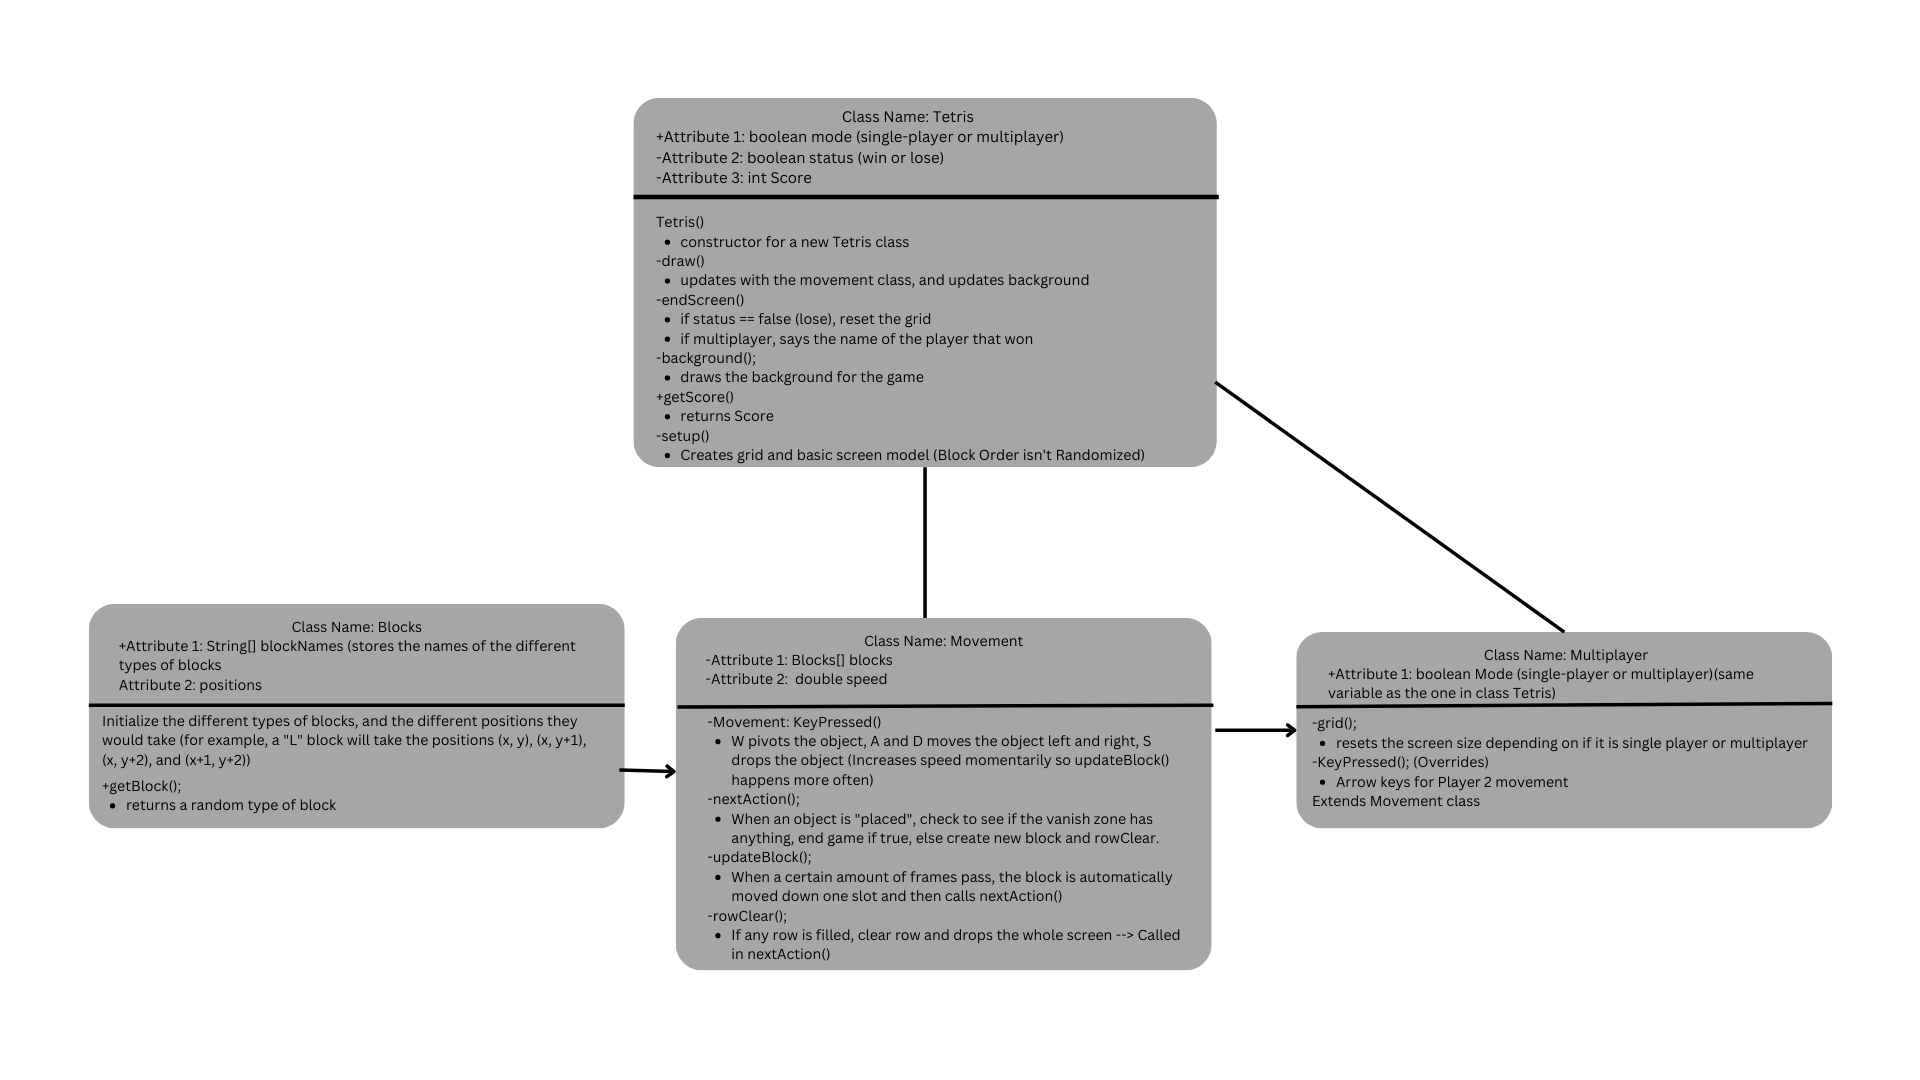 Class Name: Tetris
+Attribute 1: boolean mode (single-player or multiplayer)
-Attribute 2: boolean status (win or lose)
-Attribute 3: int Score
Tetris()
• constructor for a new Tetris class
-draw()
• updates with the movement class, and updates background
-endScreen()
• if status == false (lose), reset the grid
• if multiplayer, says the name of the player that won
-background();
• draws the background for the game
+getScore()
• returns Score
-setup()
• Creates grid and basic screen model (Block Order isn't Randomized)
Class Name: Blocks
+Attribute 1: String[] blockNames (stores the names of the different
types of blocks
Attribute 2: positions
Initialize the different types of blocks, and the different positions they
would take (for example, a "L" block will take the positions (x, y), (x, y+1),
(x, y+2), and (x+1, y+2))
+getBlock();
• returns a random type of block
Class Name: Movement
-Attribute 1: Blocks[] blocks
-Attribute 2:  double speed
-Movement: KeyPressed()
• W pivots the object, A and D moves the object left and right, S
drops the object (Increases speed momentarily so updateBlock()
happens more often)
-nextAction();
• When an object is "placed", check to see if the vanish zone has
anything, end game if true, else create new block and rowClear.
-updateBlock();
• When a certain amount of frames pass, the block is automatically
moved down one slot and then calls nextAction()
-rowClear();
• If any row is filled, clear row and drops the whole screen --> Called
in nextAction()
Class Name: Multiplayer
+Attribute 1: boolean Mode (single-player or multiplayer)(same
variable as the one in class Tetris)
-grid();
• resets the screen size depending on if it is single player or multiplayer
-KeyPressed(); (Overrides)
• Arrow keys for Player 2 movement
Extends Movement class